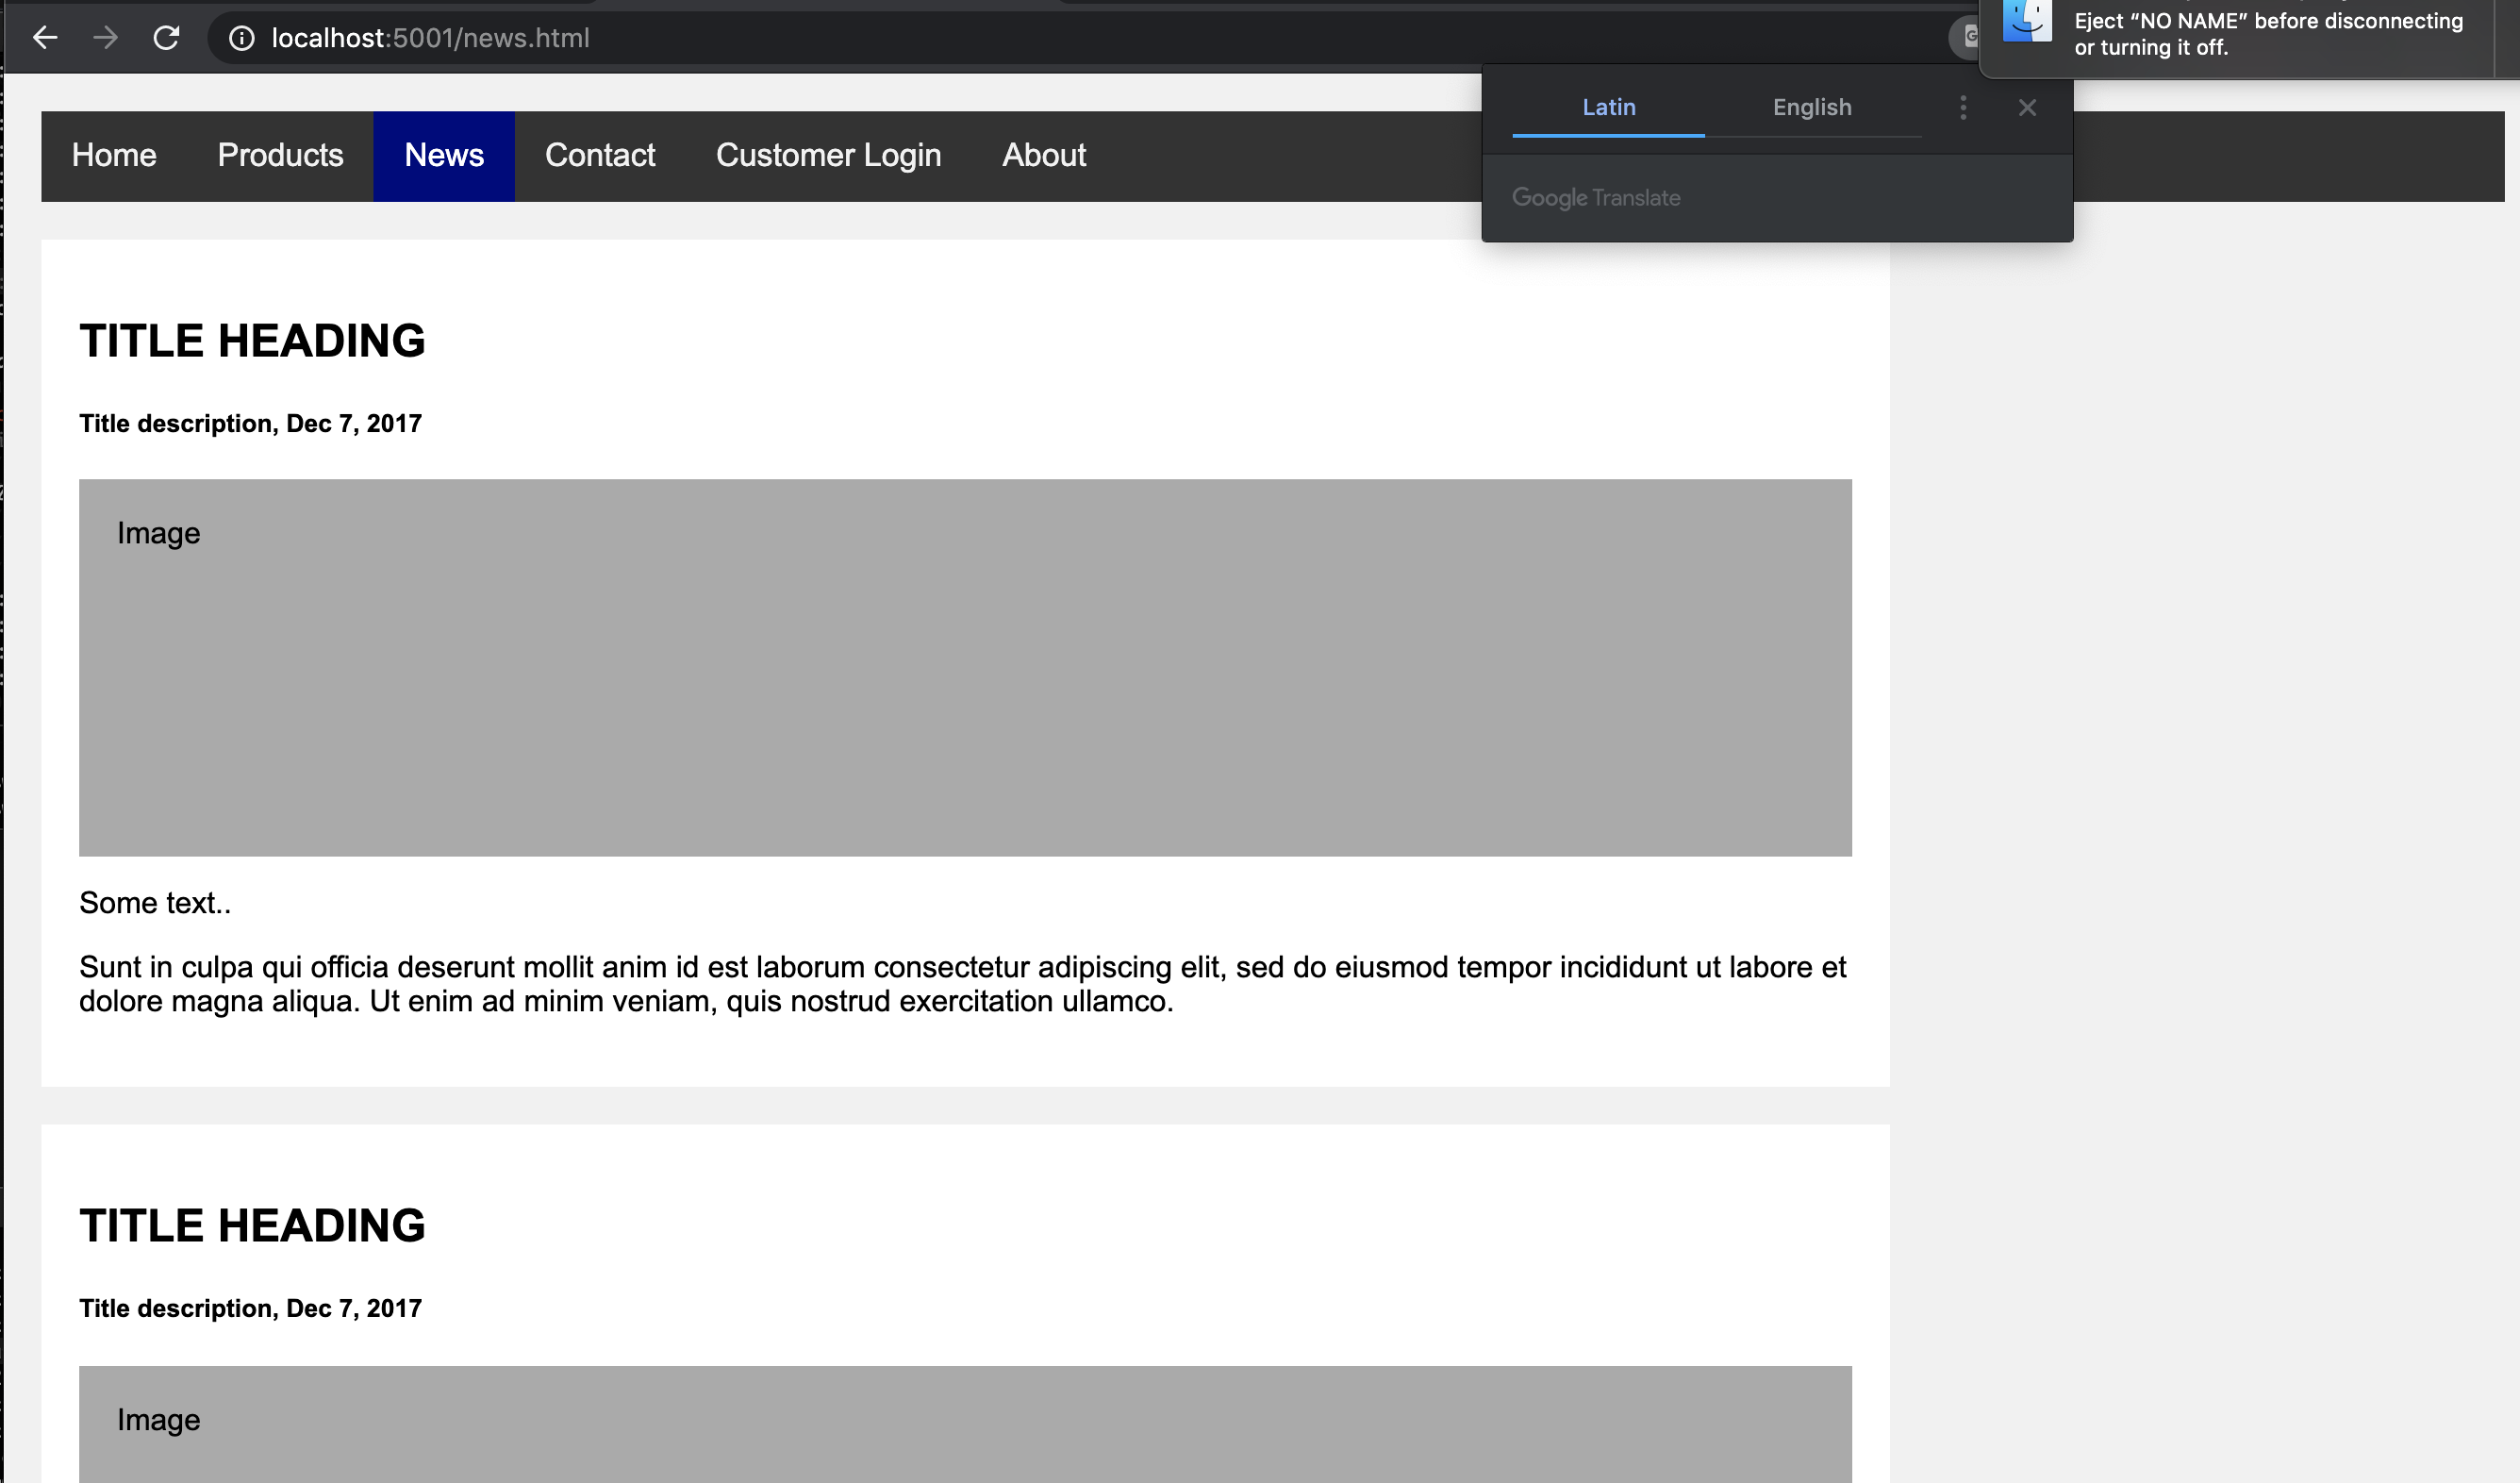 localhost:5001/news.html
Eject “NO NAME” before disconnecting
or turning it off.
Latin English
Google Translate
Home Products News Contact Customer Login About
TITLE HEADING
Title description, Dec 7, 2017
Image
Some text..
Sunt in culpa qui officia deserunt mollit anim id est laborum consectetur adipiscing elit, sed do eiusmod tempor incididunt ut labore et
dolore magna aliqua. Ut enim ad minim veniam, quis nostrud exercitation ullamco.
TITLE HEADING
Title description, Dec 7, 2017
Image